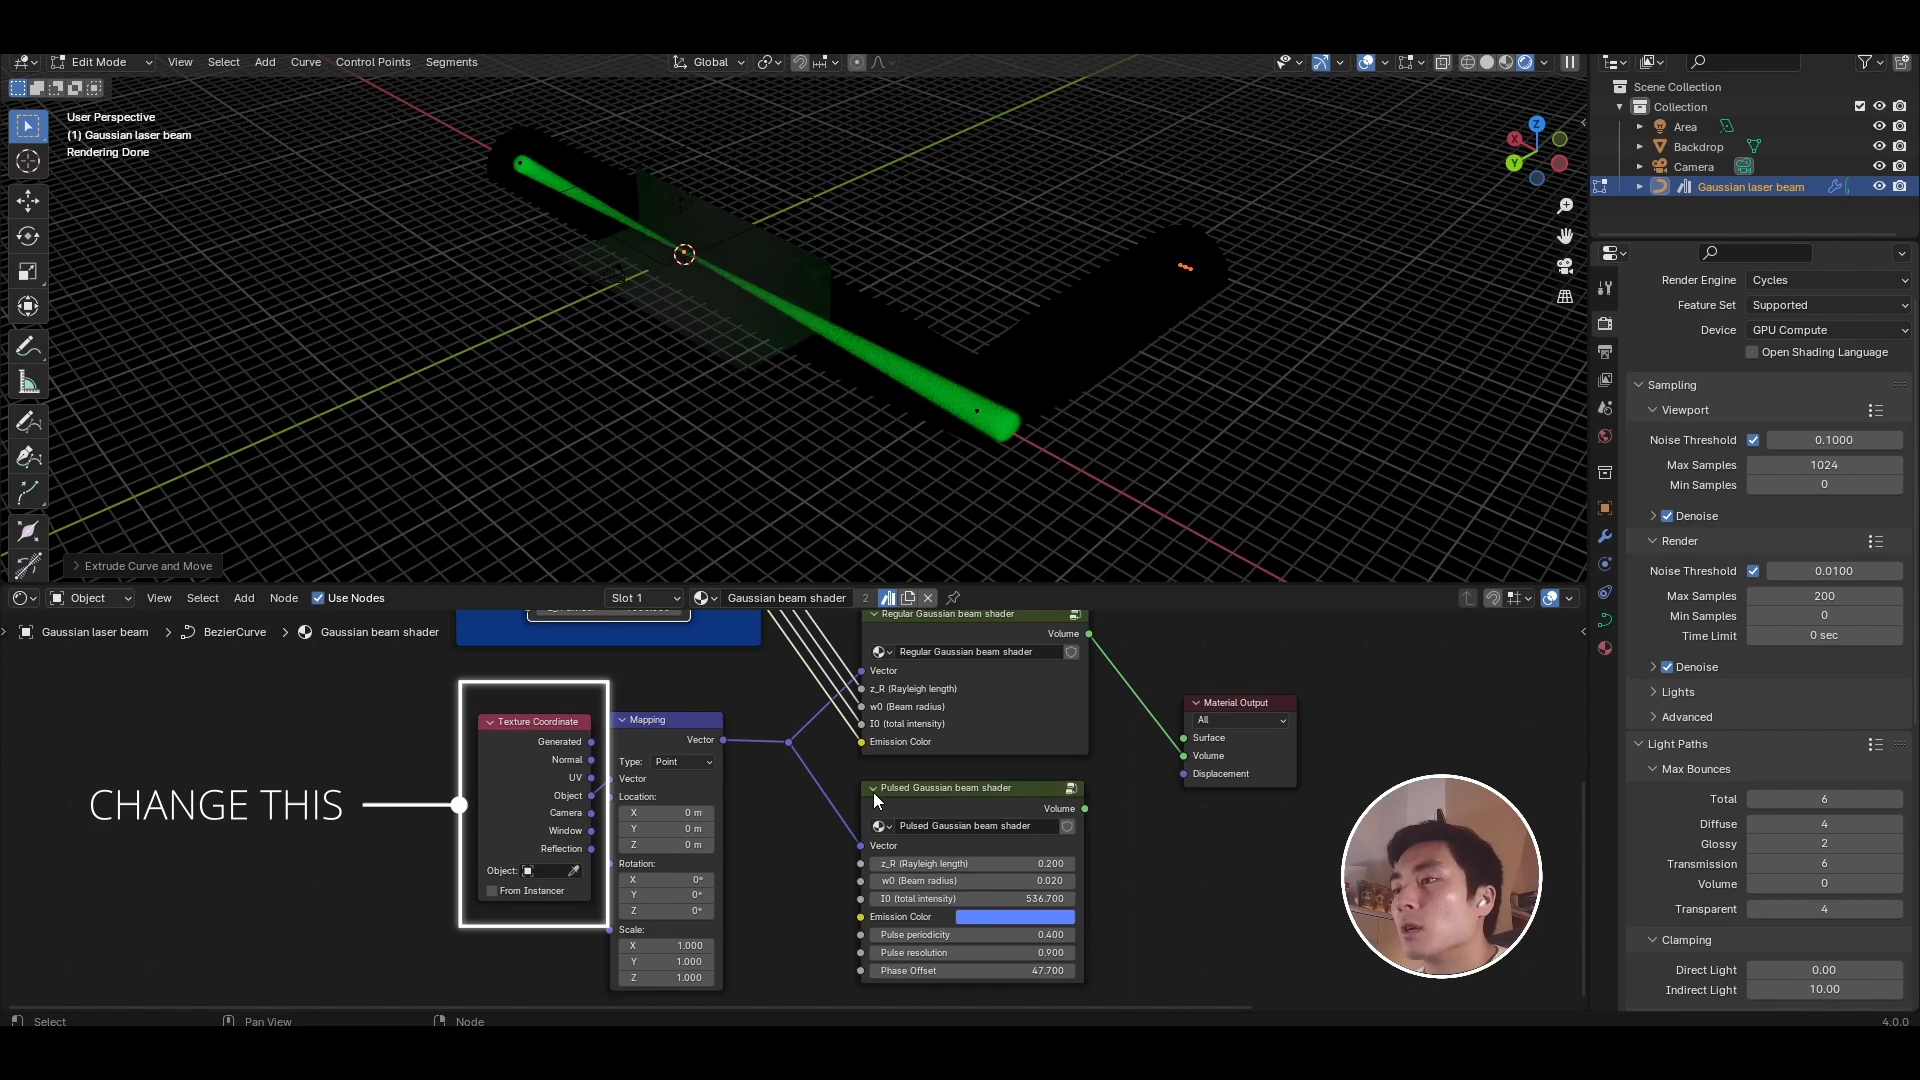 Edit Mode
View
Select
Add
Curve
Control Points
Segments
Global
User Perspective
(1) Gaussian laser beam
Rendering Done
Z
X
Y
Extrude Curve and Move
Scene Collection
Collection
Area
Backdrop
Camera
Gaussian laser beam
Render Engine Cycles
Feature Set Supported
Device GPU Compute
Open Shading Language
Sampling
Viewport
Noise Threshold 0.1000
Max Samples 1024
Min Samples 0
Denoise
Render
Noise Threshold 0.0100
Max Samples 200
Min Samples 0
Time Limit 0 sec
Denoise
Lights
Advanced
Light Paths
Max Bounces
Total 6
Diffuse 4
Glossy 2
Transmission 6
Volume 0
Transparent 4
Clamping
Direct Light 0.00
Indirect Light 10.00
Object
View
Select
Add
Node
Use Nodes
Slot 1
Gaussian beam shader
2
Gaussian laser beam
BezierCurve
Gaussian beam shader
CHANGE THIS
Texture Coordinate
Generated
Normal
UV
Object
Camera
Window
Reflection
Object:
From Instancer
Mapping
Vector
Type: Point
Vector
Location:
X 0 m
Y 0 m
Z 0 m
Rotation:
X 0°
Y 0°
Z 0°
Scale:
X 1.000
Y 1.000
Z 1.000
Regular Gaussian beam shader
Volume
Regular Gaussian beam shader
Vector
z_R (Rayleigh length)
w0 (Beam radius)
I0 (total intensity)
Emission Color
Pulsed Gaussian beam shader
Volume
Pulsed Gaussian beam shader
Vector
z_R (Rayleigh length) 0.200
w0 (Beam radius) 0.020
I0 (total intensity) 536.700
Emission Color
Pulse periodicity 0.400
Pulse resolution 0.900
Phase Offset 47.700
Material Output
All
Surface
Volume
Displacement
Select
Pan View
Node
4.0.0